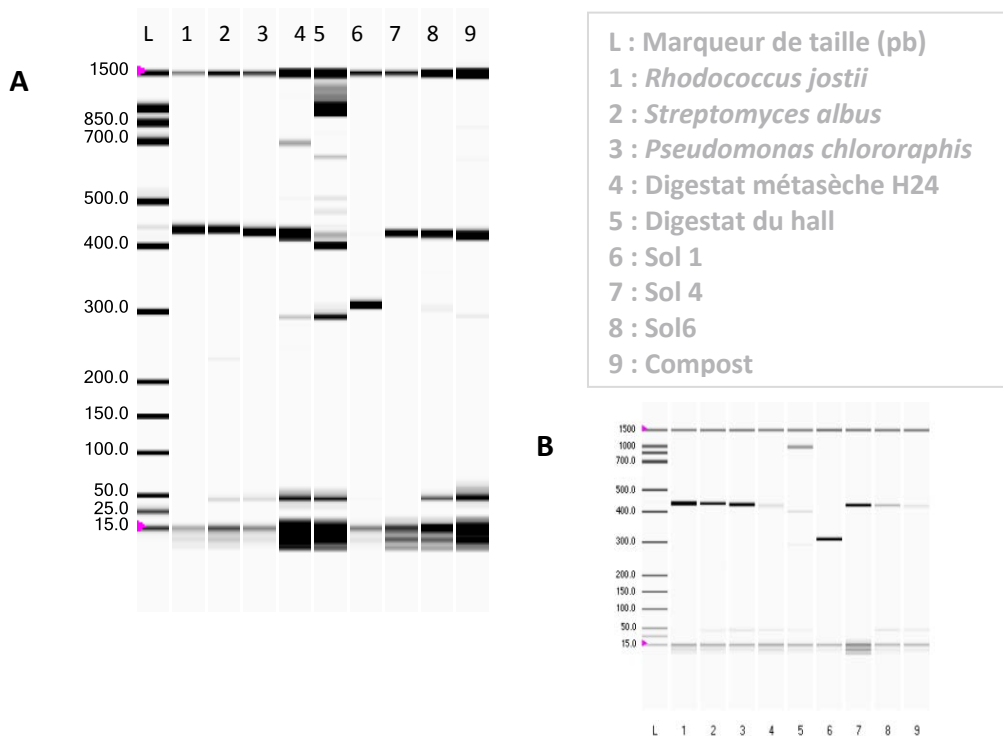 A
L 1 2 3 4 5 6 7 8 9
1500
850.0
700.0
500.0
400.0
300.0
200.0
150.0
100.0
50.0
25.0
15.0
L : Marqueur de taille (pb)
1 : Rhodococcus jostii
2 : Streptomyces albus
3 : Pseudomonas chlororaphis
4 : Digestat métasèche H24
5 : Digestat du hall
6 : Sol 1
7 : Sol 4
8 : Sol6
9 : Compost
B
1500
1000
700.0
500.0
400.0
300.0
200.0
150.0
100.0
50.0
15.0
L 1 2 3 4 5 6 7 8 9